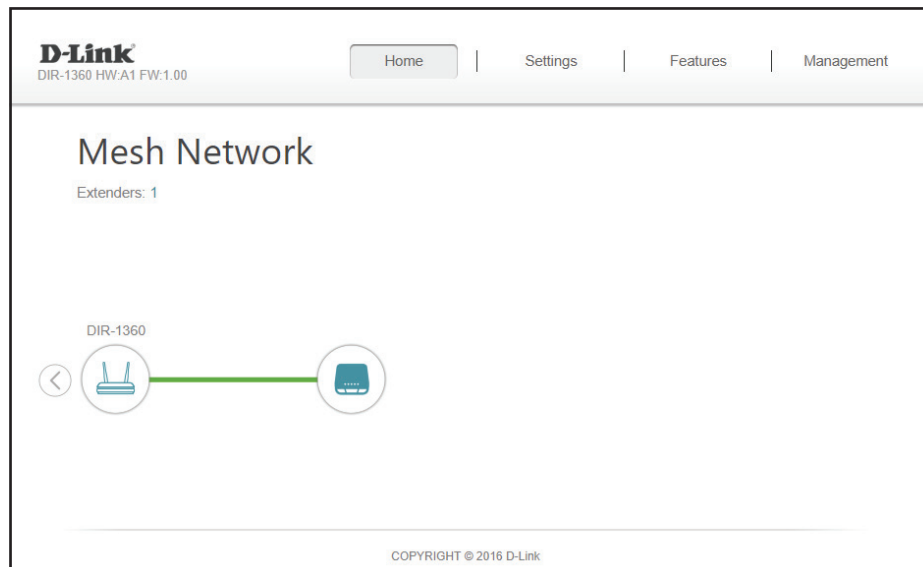 D-Link
DIR-1360 HW:A1 FW:1.00
Home
Settings
Features
Management
Mesh Network
Extenders: 1
DIR-1360
COPYRIGHT © 2016 D-Link